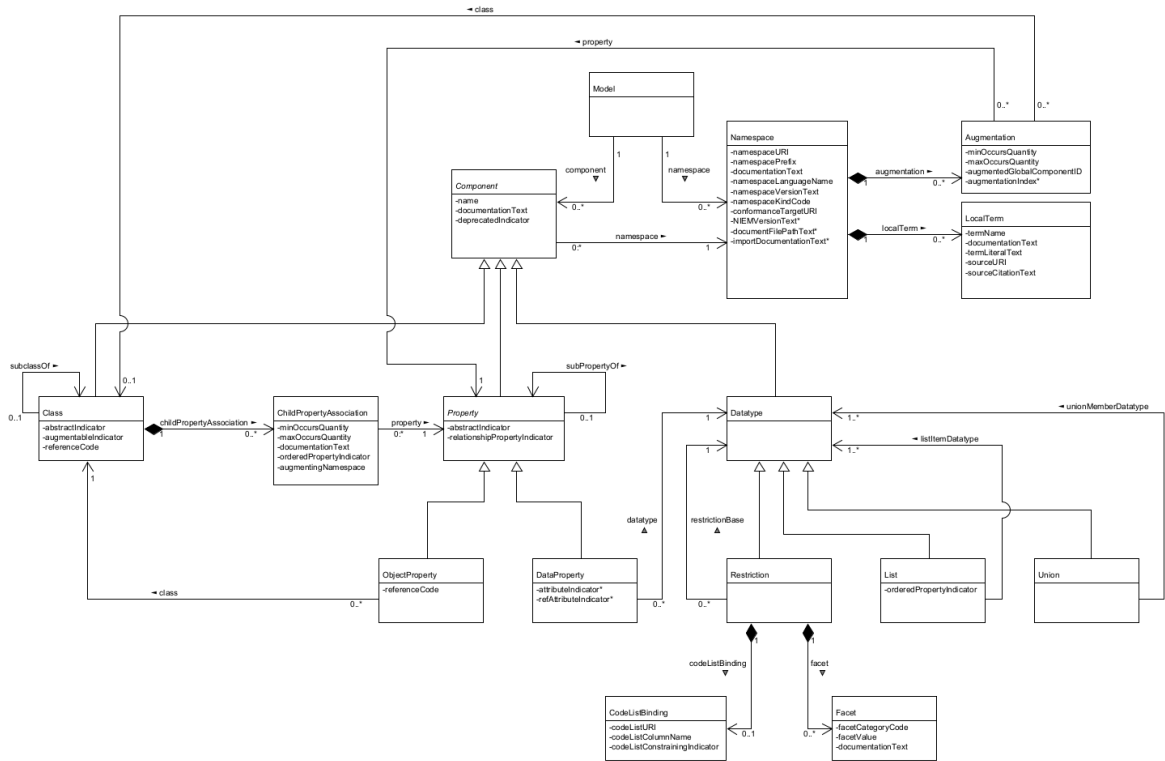 ◄ class
◄ property
Model
0..*
0..*
Namespace
-namespaceURI
-namespacePrefix
-documentationText
-namespaceLanguageName
-namespaceVersionText
-namespaceKindCode
-conformanceTargetURI
-NIEMVersionText*
-documentFilePathText*
-importDocumentationText*
Augmentation
-minOccursQuantity
-maxOccursQuantity
-augmentedGlobalComponentID
-augmentationIndex*
1
1
component
▼
namespace
▼
augmentation ►
1
0..*
Component
-name
-documentationText
-deprecatedIndicator
0..*
0..*
namespace ►
0..*
1
localTerm ►
1
0..*
LocalTerm
-termName
-documentationText
-termLiteralText
-sourceURI
-sourceCitationText
subclassOf ►
0..1
0..1
subPropertyOf ►
1
0..1
Class
-abstractIndicator
-augmentableIndicator
-referenceCode
childPropertyAssociation ►
1
0..*
ChildPropertyAssociation
-minOccursQuantity
-maxOccursQuantity
-documentationText
-orderedPropertyIndicator
-augmentingNamespace
property ►
0..*
1
Property
-abstractIndicator
-relationshipPropertyIndicator
Datatype
1
1
1..*
1..*
◄ unionMemberDatatype
◄ listItemDatatype
1
datatype
▲
restrictionBase
▲
ObjectProperty
-referenceCode
◄ class
0..*
DataProperty
-attributeIndicator*
-refAttributeIndicator*
0..*
0..*
Restriction
List
-orderedPropertyIndicator
Union
1
1
codeListBinding
▼
facet
▼
CodeListBinding
-codeListURI
-codeListColumnName
-codeListConstrainingIndicator
0..1
0..*
Facet
-facetCategoryCode
-facetValue
-documentationText